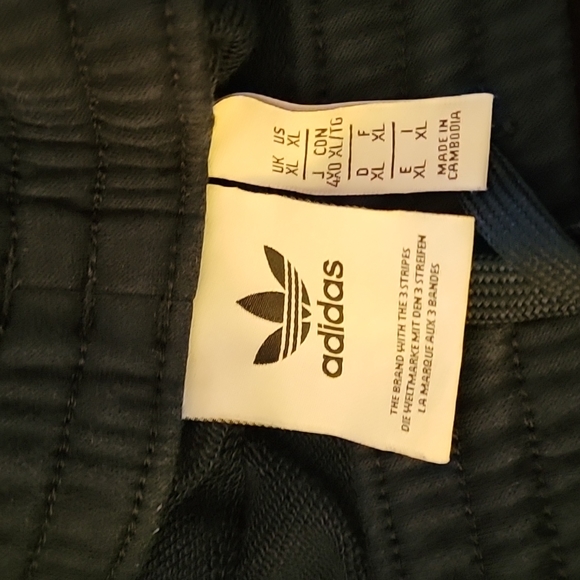 UK US
XL XL
J CDN
4XO XL/TG
D F
XL XL
E I
XL XL
MADE IN
CAMBODIA
adidas
THE BRAND WITH THE 3 STRIPES
DIE WELTMARKE MIT DEN 3 STREIFEN
LA MARQUE AUX 3 BANDES